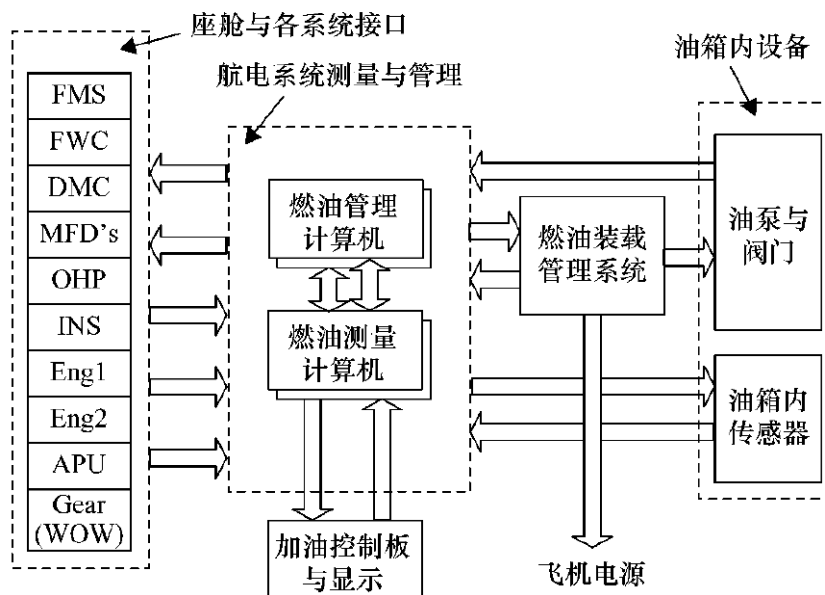 座舱与各系统接口
航电系统测量与管理
油箱内设备
FMS
FWC
DMC
MFD's
OHP
INS
Eng1
Eng2
APU
Gear
(WOW)
燃油管理
计算机
燃油测量
计算机
燃油装载
管理系统
油泵与
阀门
油箱内
传感器
加油控制板
与显示
飞机电源